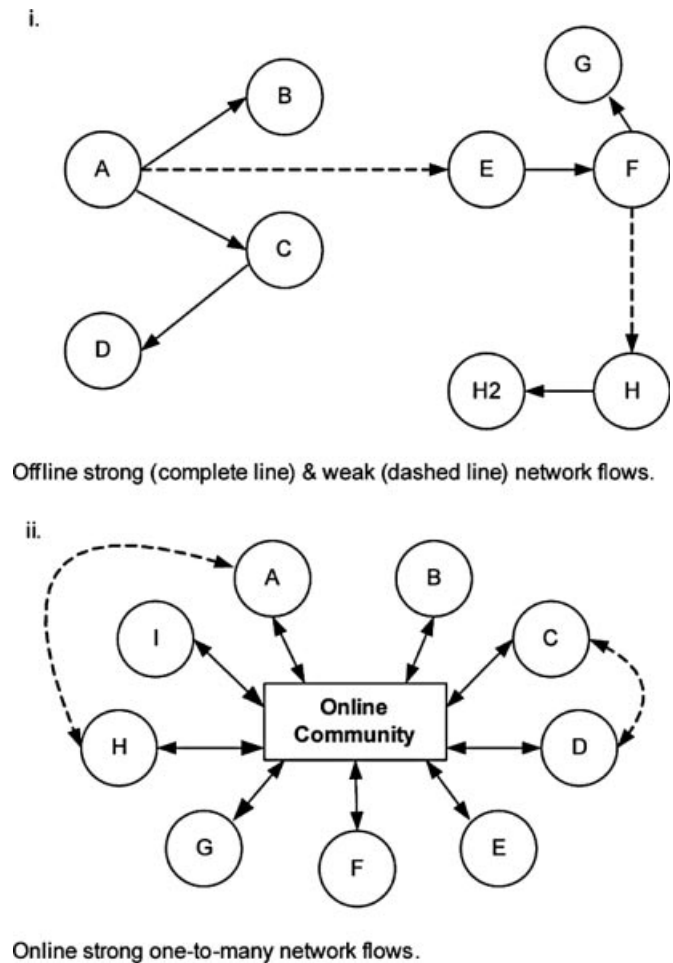 i.
G
B
A
E
F
C
D
H2
H
Offline strong (complete line) & weak (dashed line) network flows.
ii.
A
B
I
C
Online
Community
H
D
G
F
E
Online strong one-to-many network flows.